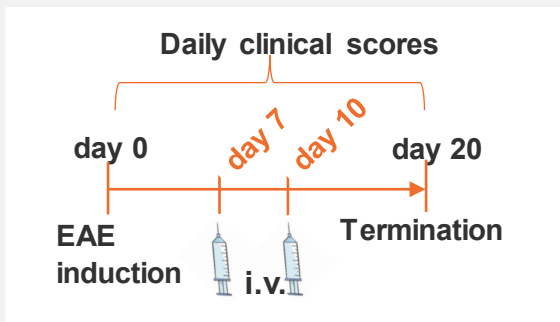 Daily clinical scores
day 0
day 7
day 10
day 20
EAE
induction
i.v.
Termination